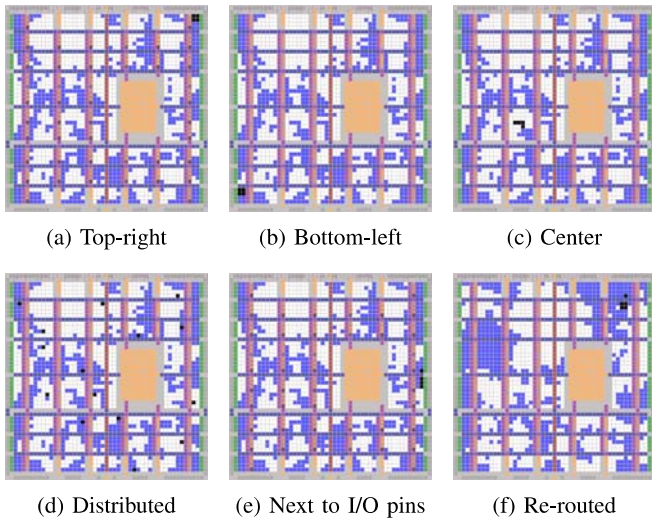 (a) Top-right
(b) Bottom-left
(c) Center
(d) Distributed
(e) Next to I/O pins
(f) Re-routed